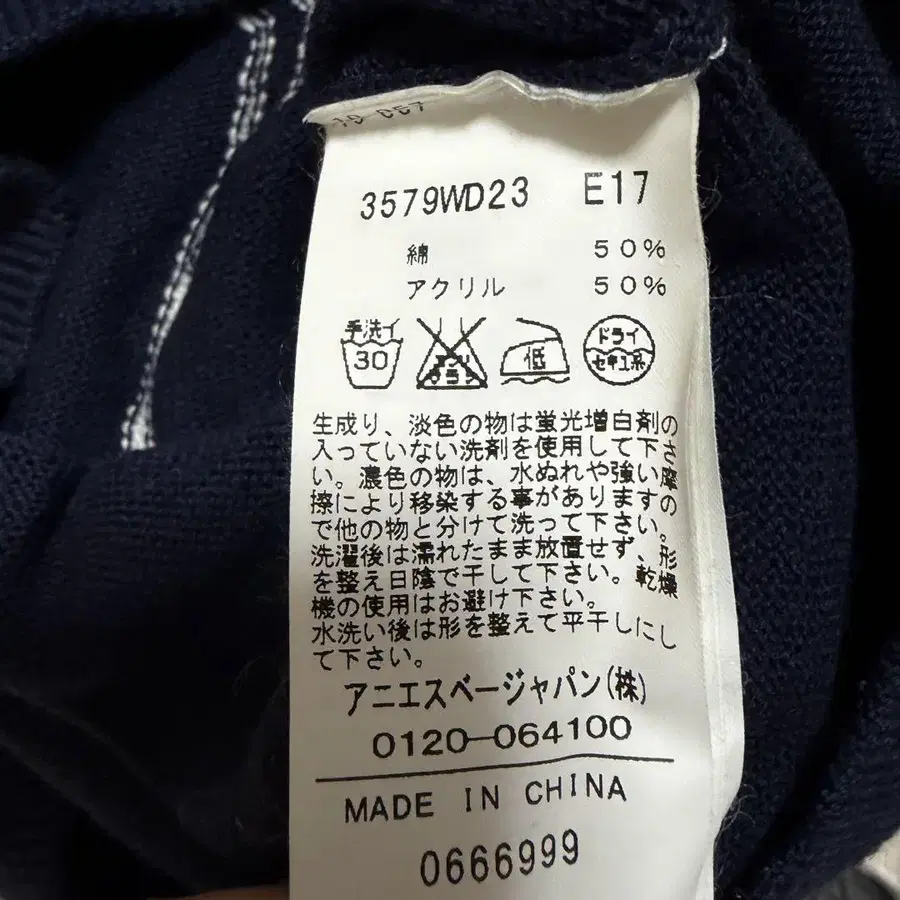 3579WD23 E17
綿 50%
アクリル 50%
手洗イ
30
エンソ
サラシ
低
ドライ
セキユ系
生成り、淡色の物は蛍光増白剤の
入っていない洗剤を使用して下さ
い。濃色の物は、水ぬれや強い摩
擦により移染する事がありますの
で他の物と分けて洗って下さい。
洗濯後は濡れたまま放置せず、形
を整え日陰で干して下さい。乾燥
機の使用はお避け下さい。
水洗い後は形を整えて平干しにし
て下さい。
アニエスベージャパン(株)
0120-064100
MADE IN CHINA
0666999